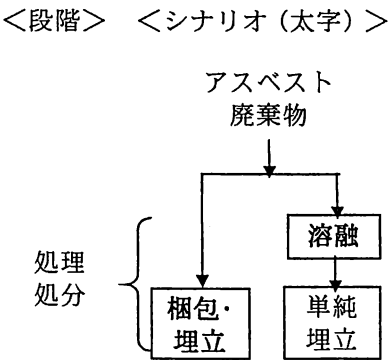 ＜段階＞ ＜シナリオ（太字）＞
アスベスト
廃棄物
溶融
処理
処分
梱包・
埋立
単純
埋立